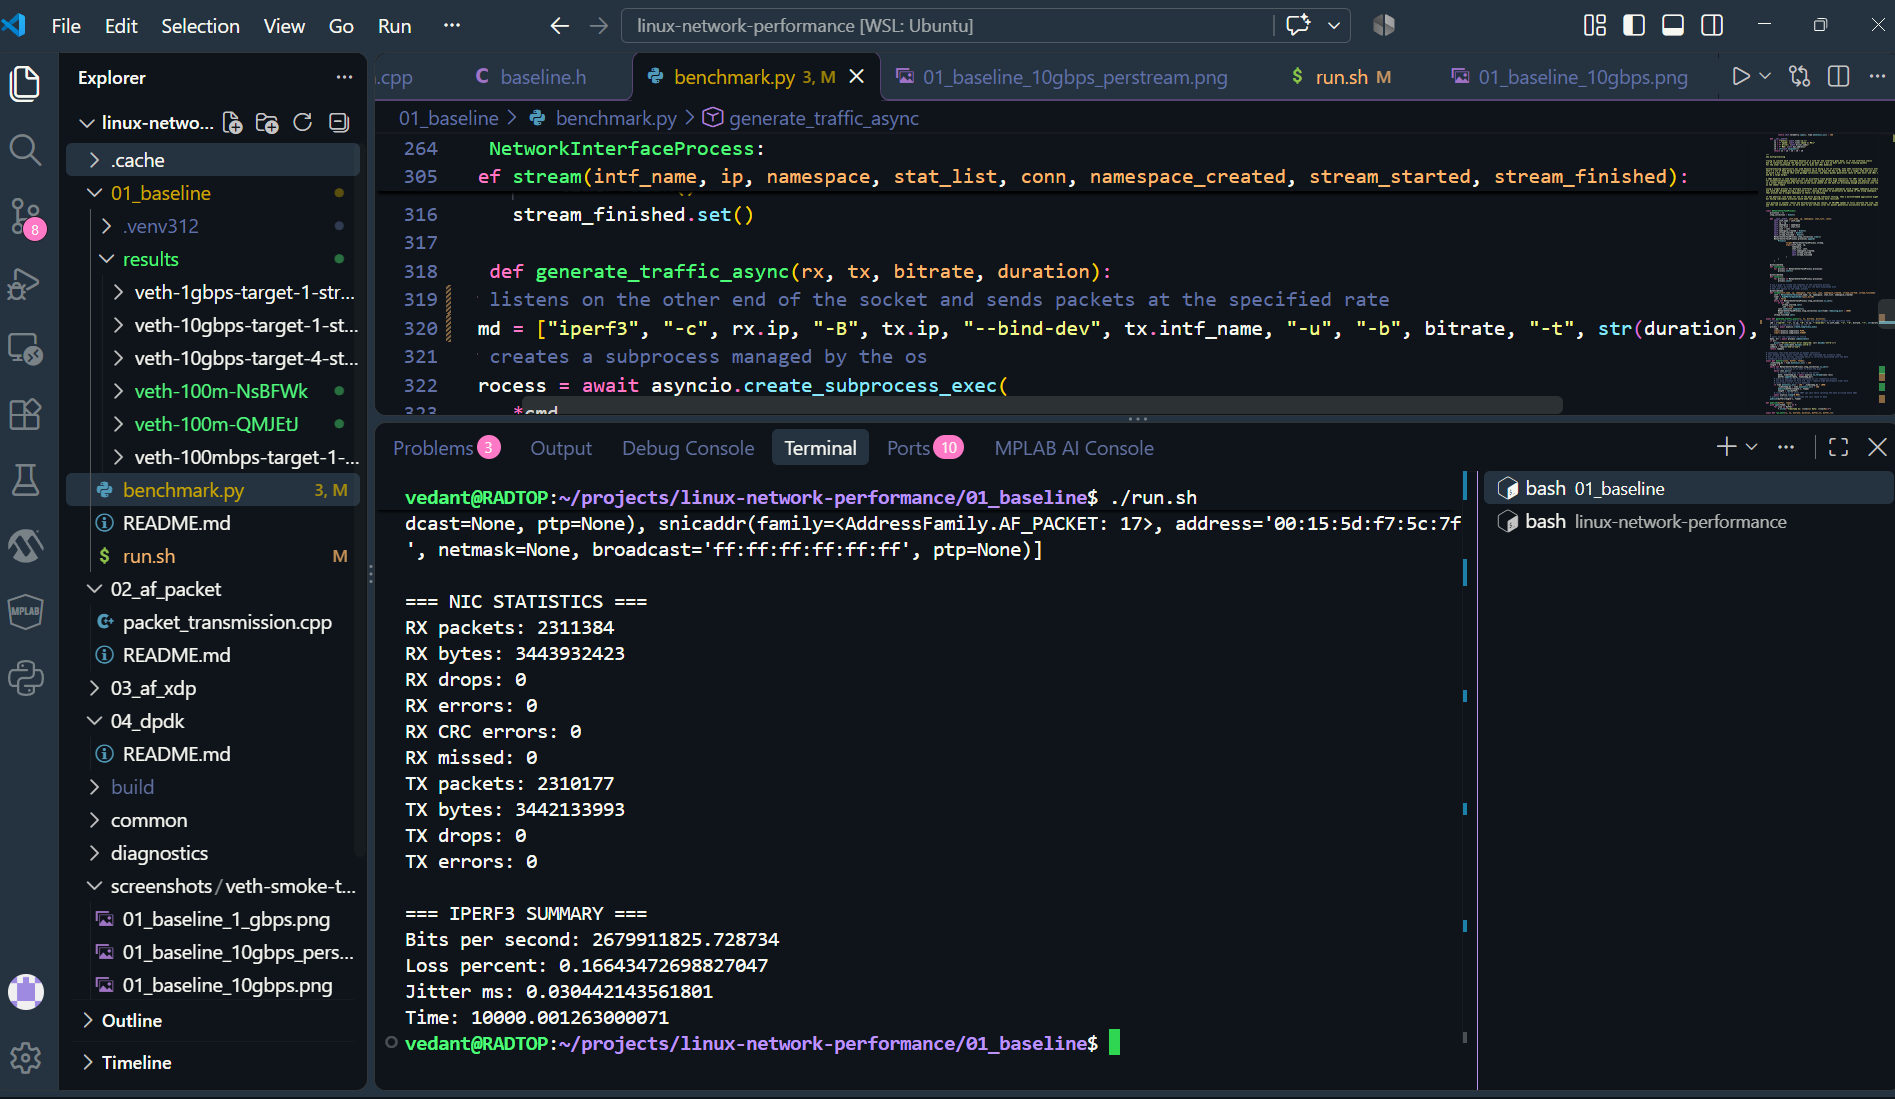 File Edit Selection View Go Run ...
linux-network-performance [WSL: Ubuntu]
Explorer
linux-netwo...
.cache
01_baseline
.venv312
results
veth-1gbps-target-1-str...
veth-10gbps-target-1-st...
veth-10gbps-target-4-st...
veth-100m-NsBFWk
veth-100m-QMJEtJ
veth-100mbps-target-1-...
benchmark.py 3, M
README.md
$ run.sh M
02_af_packet
packet_transmission.cpp
README.md
03_af_xdp
04_dpdk
README.md
build
common
diagnostics
screenshots/veth-smoke-t...
01_baseline_1_gbps.png
01_baseline_10gbps_pers...
01_baseline_10gbps.png
Outline
Timeline
8
MPLAB
.cpp C baseline.h benchmark.py 3, M 01_baseline_10gbps_perstream.png $ run.sh M 01_baseline_10gbps.png
01_baseline > benchmark.py > generate_traffic_async
264 NetworkInterfaceProcess:
305 ef stream(intf_name, ip, namespace, stat_list, conn, namespace_created, stream_started, stream_finished):
316 stream_finished.set()
317
318 def generate_traffic_async(rx, tx, bitrate, duration):
319 listens on the other end of the socket and sends packets at the specified rate
320 md = ["iperf3", "-c", rx.ip, "-B", tx.ip, "--bind-dev", tx.intf_name, "-u", "-b", bitrate, "-t", str(duration),
321 creates a subprocess managed by the os
322 rocess = await asyncio.create_subprocess_exec(
323 *cmd
Problems 3 Output Debug Console Terminal Ports 10 MPLAB AI Console
vedant@RADTOP:~/projects/linux-network-performance/01_baseline$ ./run.sh
dcast=None, ptp=None), snicaddr(family=<AddressFamily.AF_PACKET: 17>, address='00:15:5d:f7:5c:7f
', netmask=None, broadcast='ff:ff:ff:ff:ff:ff', ptp=None)]
=== NIC STATISTICS ===
RX packets: 2311384
RX bytes: 3443932423
RX drops: 0
RX errors: 0
RX CRC errors: 0
RX missed: 0
TX packets: 2310177
TX bytes: 3442133993
TX drops: 0
TX errors: 0
=== IPERF3 SUMMARY ===
Bits per second: 2679911825.728734
Loss percent: 0.16643472698827047
Jitter ms: 0.030442143561801
Time: 10000.001263000071
vedant@RADTOP:~/projects/linux-network-performance/01_baseline$
bash 01_baseline
bash linux-network-performance